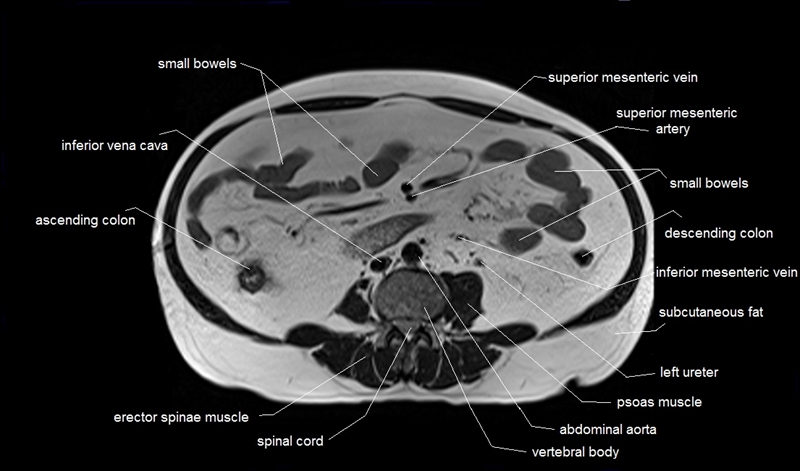 small bowels
superior mesenteric vein
superior mesenteric
artery
inferior vena cava
small bowels
ascending colon
descending colon
inferior mesenteric vein
subcutaneous fat
left ureter
psoas muscle
erector spinae muscle
abdominal aorta
spinal cord
vertebral body